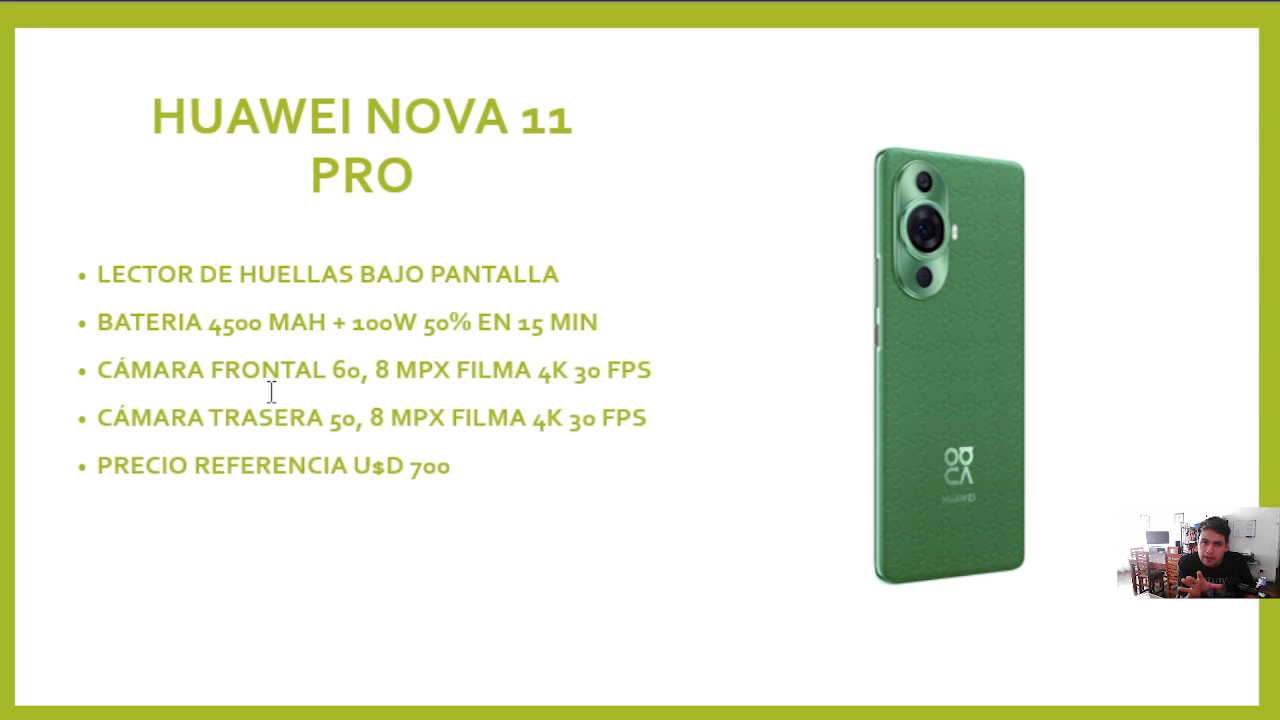 HUAWEI NOVA 11
PRO
• LECTOR DE HUELLAS BAJO PANTALLA
• BATERIA 4500 MAH + 100W 50% EN 15 MIN
• CÁMARA FRONTAL 60, 8 MPX FILMA 4K 30 FPS
• CÁMARA TRASERA 50, 8 MPX FILMA 4K 30 FPS
• PRECIO REFERENCIA U$D 700
NOVA
HUAWEI